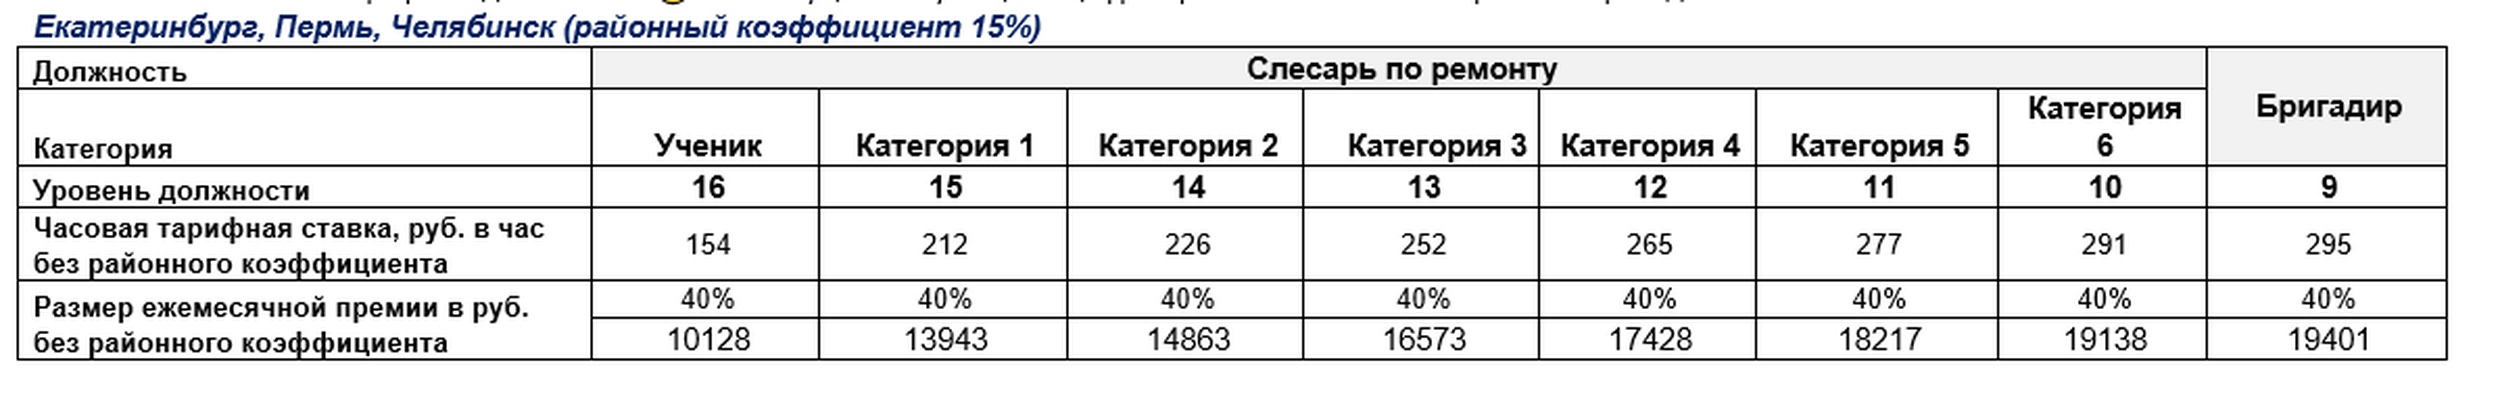 Екатеринбург, Пермь, Челябинск (районный коэффициент 15%)
Должность Слесарь по ремонту Бригадир
Категория Ученик Категория 1 Категория 2 Категория 3 Категория 4 Категория 5 Категория 6
Уровень должности 16 15 14 13 12 11 10 9
Часовая тарифная ставка, руб. в час
без районного коэффициента
154 212 226 252 265 277 291 295
Размер ежемесячной премии в руб.
без районного коэффициента
40% 40% 40% 40% 40% 40% 40% 40%
10128 13943 14863 16573 17428 18217 19138 19401